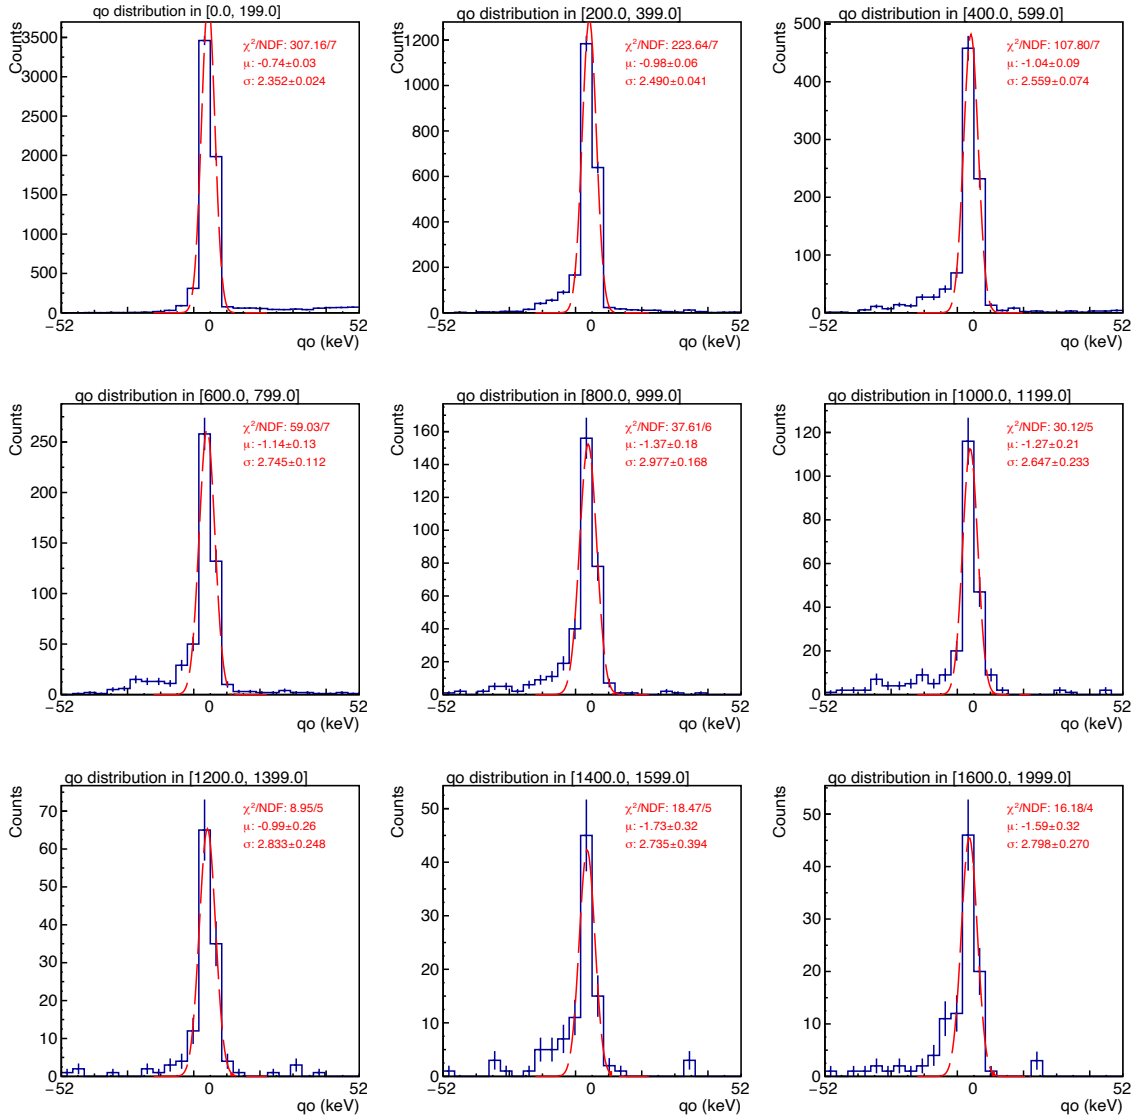 qo distribution in [0.0, 199.0]
Counts
χ²/NDF: 307.16/7
μ: -0.74±0.03
σ: 2.352±0.024
3500
3000
2500
2000
1500
1000
500
0
−52 0 52
qo (keV)
qo distribution in [200.0, 399.0]
Counts
χ²/NDF: 223.64/7
μ: -0.98±0.06
σ: 2.490±0.041
1200
1000
800
600
400
200
0
−52 0 52
qo (keV)
qo distribution in [400.0, 599.0]
Counts
χ²/NDF: 107.80/7
μ: -1.04±0.09
σ: 2.559±0.074
500
400
300
200
100
0
−52 0 52
qo (keV)
qo distribution in [600.0, 799.0]
Counts
χ²/NDF: 59.03/7
μ: -1.14±0.13
σ: 2.745±0.112
250
200
150
100
50
0
−52 0 52
qo (keV)
qo distribution in [800.0, 999.0]
Counts
χ²/NDF: 37.61/6
μ: -1.37±0.18
σ: 2.977±0.168
160
140
120
100
80
60
40
20
0
−52 0 52
qo (keV)
qo distribution in [1000.0, 1199.0]
Counts
χ²/NDF: 30.12/5
μ: -1.27±0.21
σ: 2.647±0.233
120
100
80
60
40
20
0
−52 0 52
qo (keV)
qo distribution in [1200.0, 1399.0]
Counts
χ²/NDF: 8.95/5
μ: -0.99±0.26
σ: 2.833±0.248
70
60
50
40
30
20
10
0
−52 0 52
qo (keV)
qo distribution in [1400.0, 1599.0]
Counts
χ²/NDF: 18.47/5
μ: -1.73±0.32
σ: 2.735±0.394
50
40
30
20
10
0
−52 0 52
qo (keV)
qo distribution in [1600.0, 1999.0]
Counts
χ²/NDF: 16.18/4
μ: -1.59±0.32
σ: 2.798±0.270
50
40
30
20
10
0
−52 0 52
qo (keV)